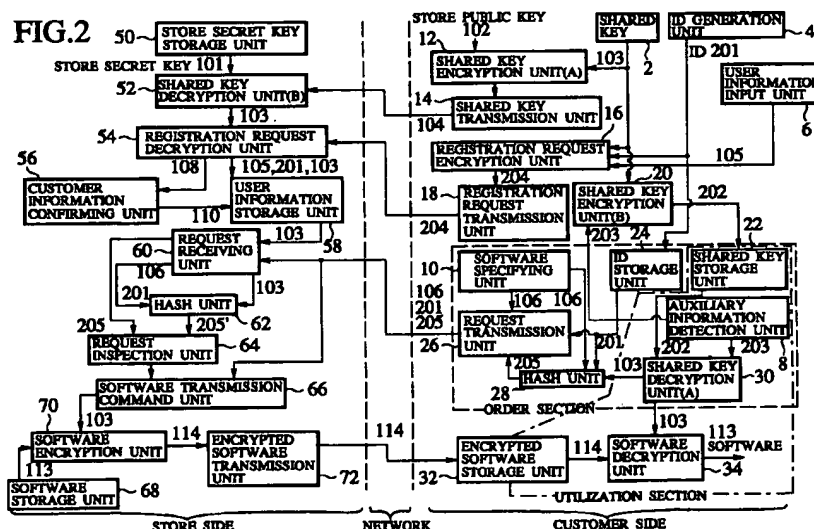 FIG.2
50
STORE SECRET KEY
STORAGE UNIT
STORE SECRET KEY 101
52
SHARED KEY
DECRYPTION UNIT(B)
103
54
REGISTRATION REQUEST
DECRYPTION UNIT
108
105,201,103
56
CUSTOMER
INFORMATION
CONFIRMING UNIT
110
USER
INFORMATION
STORAGE UNIT
58
103
60
REQUEST
RECEIVING
UNIT
106
201
103
HASH UNIT
62
205
205'
REQUEST
INSPECTION UNIT
64
SOFTWARE TRANSMISSION
COMMAND UNIT
66
70
103
SOFTWARE
ENCRYPTION UNIT
114
ENCRYPTED
SOFTWARE
TRANSMISSION
UNIT
72
113
SOFTWARE
STORAGE UNIT
68
STORE SIDE
NETWORK
STORE PUBLIC KEY
102
12
SHARED KEY
ENCRYPTION UNIT(A)
103
SHARED
KEY
2
ID GENERATION
UNIT
4
ID 201
USER
INFORMATION
INPUT UNIT
6
14
SHARED KEY
TRANSMISSION UNIT
104
16
REGISTRATION REQUEST
ENCRYPTION UNIT
105
204
18
REGISTRATION
REQUEST
TRANSMISSION
UNIT
204
20
SHARED KEY
ENCRYPTION
UNIT(B)
202
203
24
22
10
SOFTWARE
SPECIFYING
UNIT
ID STORAGE
UNIT
SHARED KEY
STORAGE
UNIT
106
201
205
106
106
REQUEST
TRANSMISSION
UNIT
26
AUXILIARY
INFORMATION
DETECTION UNIT
8
201
202
203
205
103
28
HASH UNIT
SHARED KEY
DECRYPTION
UNIT(A)
30
ORDER SECTION
103
114
ENCRYPTED
SOFTWARE
STORAGE UNIT
32
114
SOFTWARE
DECRYPTION
UNIT
34
113
SOFTWARE
UTILIZATION SECTION
CUSTOMER SIDE